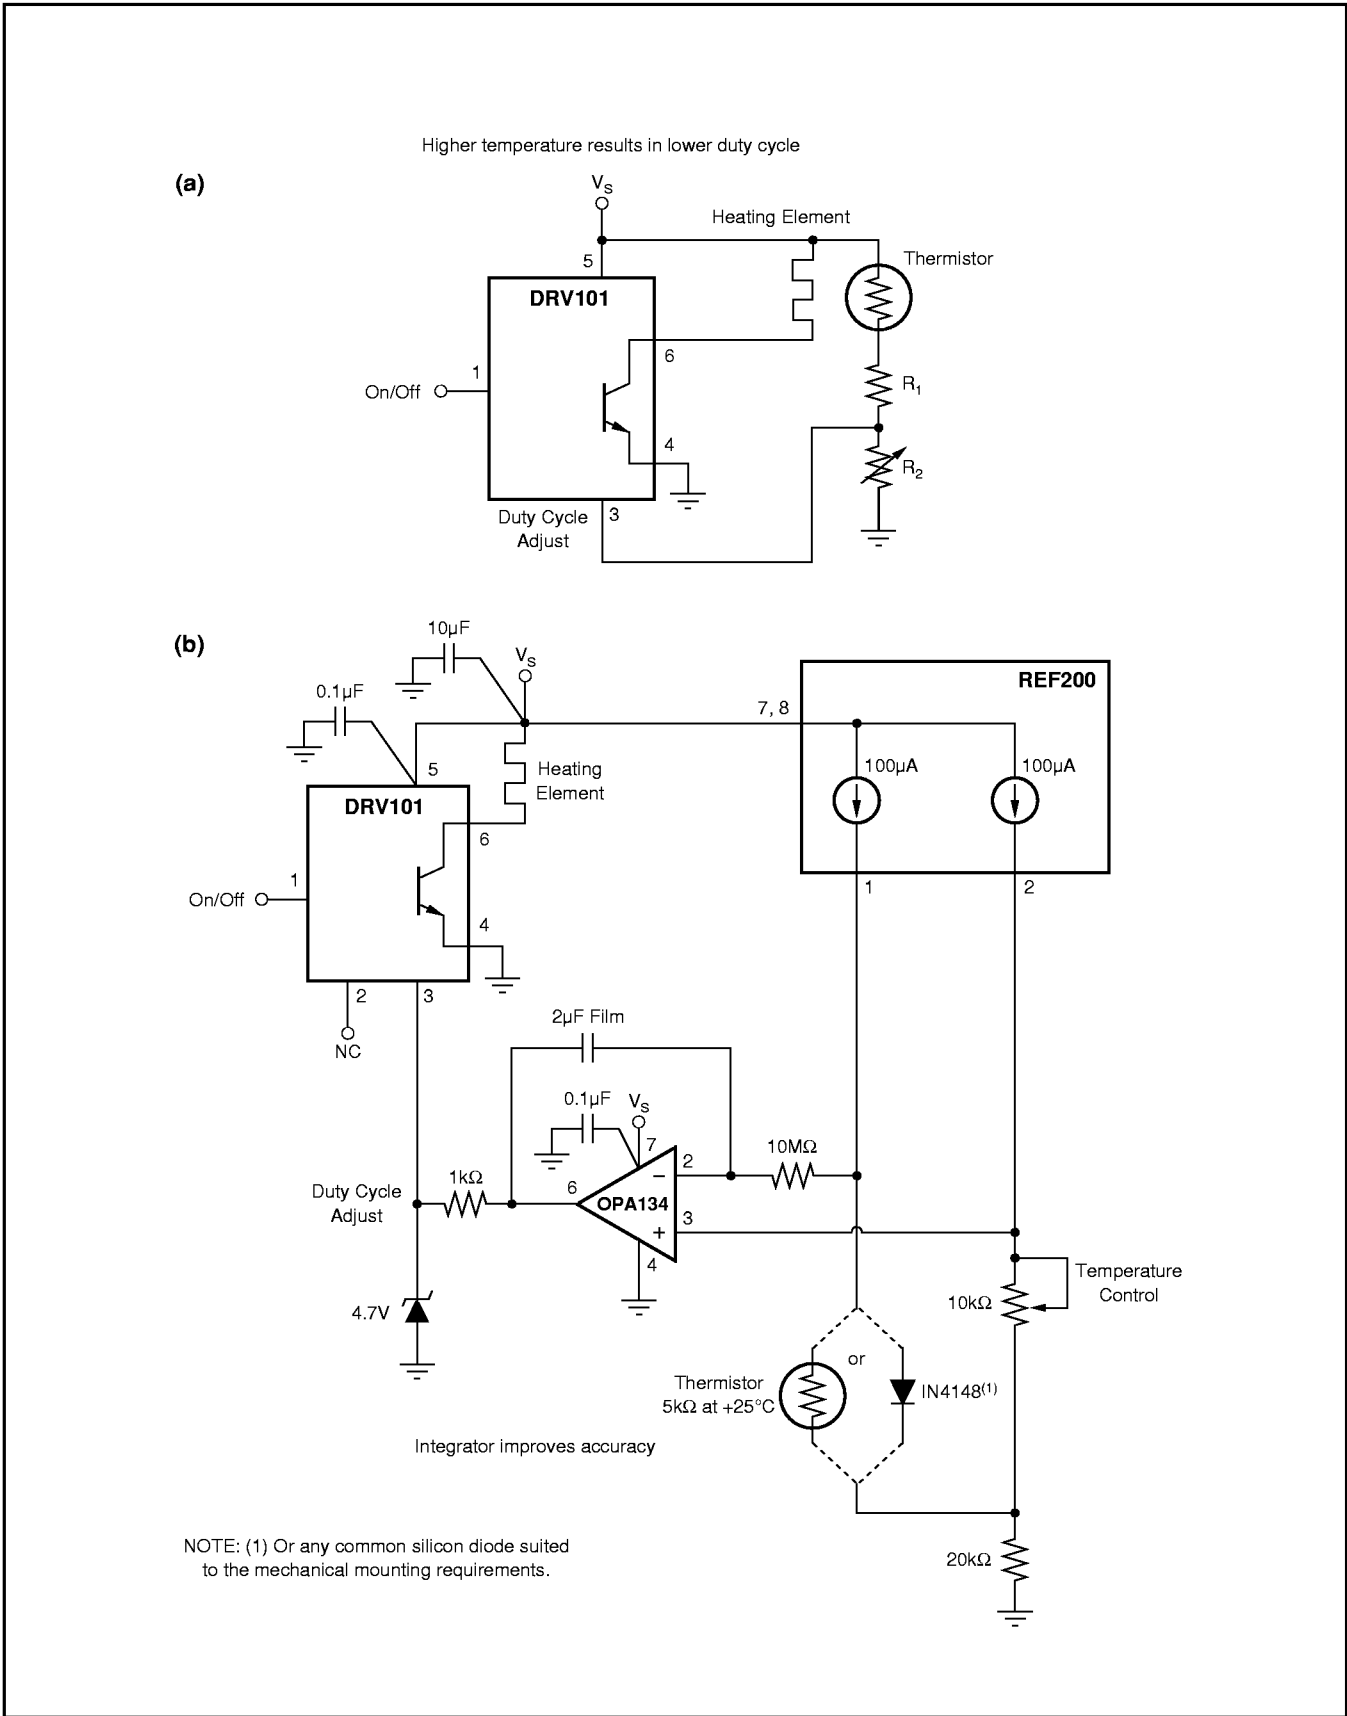 Higher temperature results in lower duty cycle
(a)
VS
Heating Element
5
Thermistor
DRV101
6
1
On/Off
R1
4
R2
3
Duty Cycle
Adjust
(b)
10µF
VS
0.1µF
REF200
7, 8
5
Heating
Element
100µA
100µA
DRV101
6
1
On/Off
1
2
4
2
3
NC
2µF Film
0.1µF
VS
7
10MΩ
2
1kΩ
6
–
OPA134
Duty Cycle
Adjust
3
+
4
Temperature
Control
4.7V
10kΩ
or
Thermistor
5kΩ at +25°C
IN4148(1)
Integrator improves accuracy
NOTE: (1) Or any common silicon diode suited
to the mechanical mounting requirements.
20kΩ